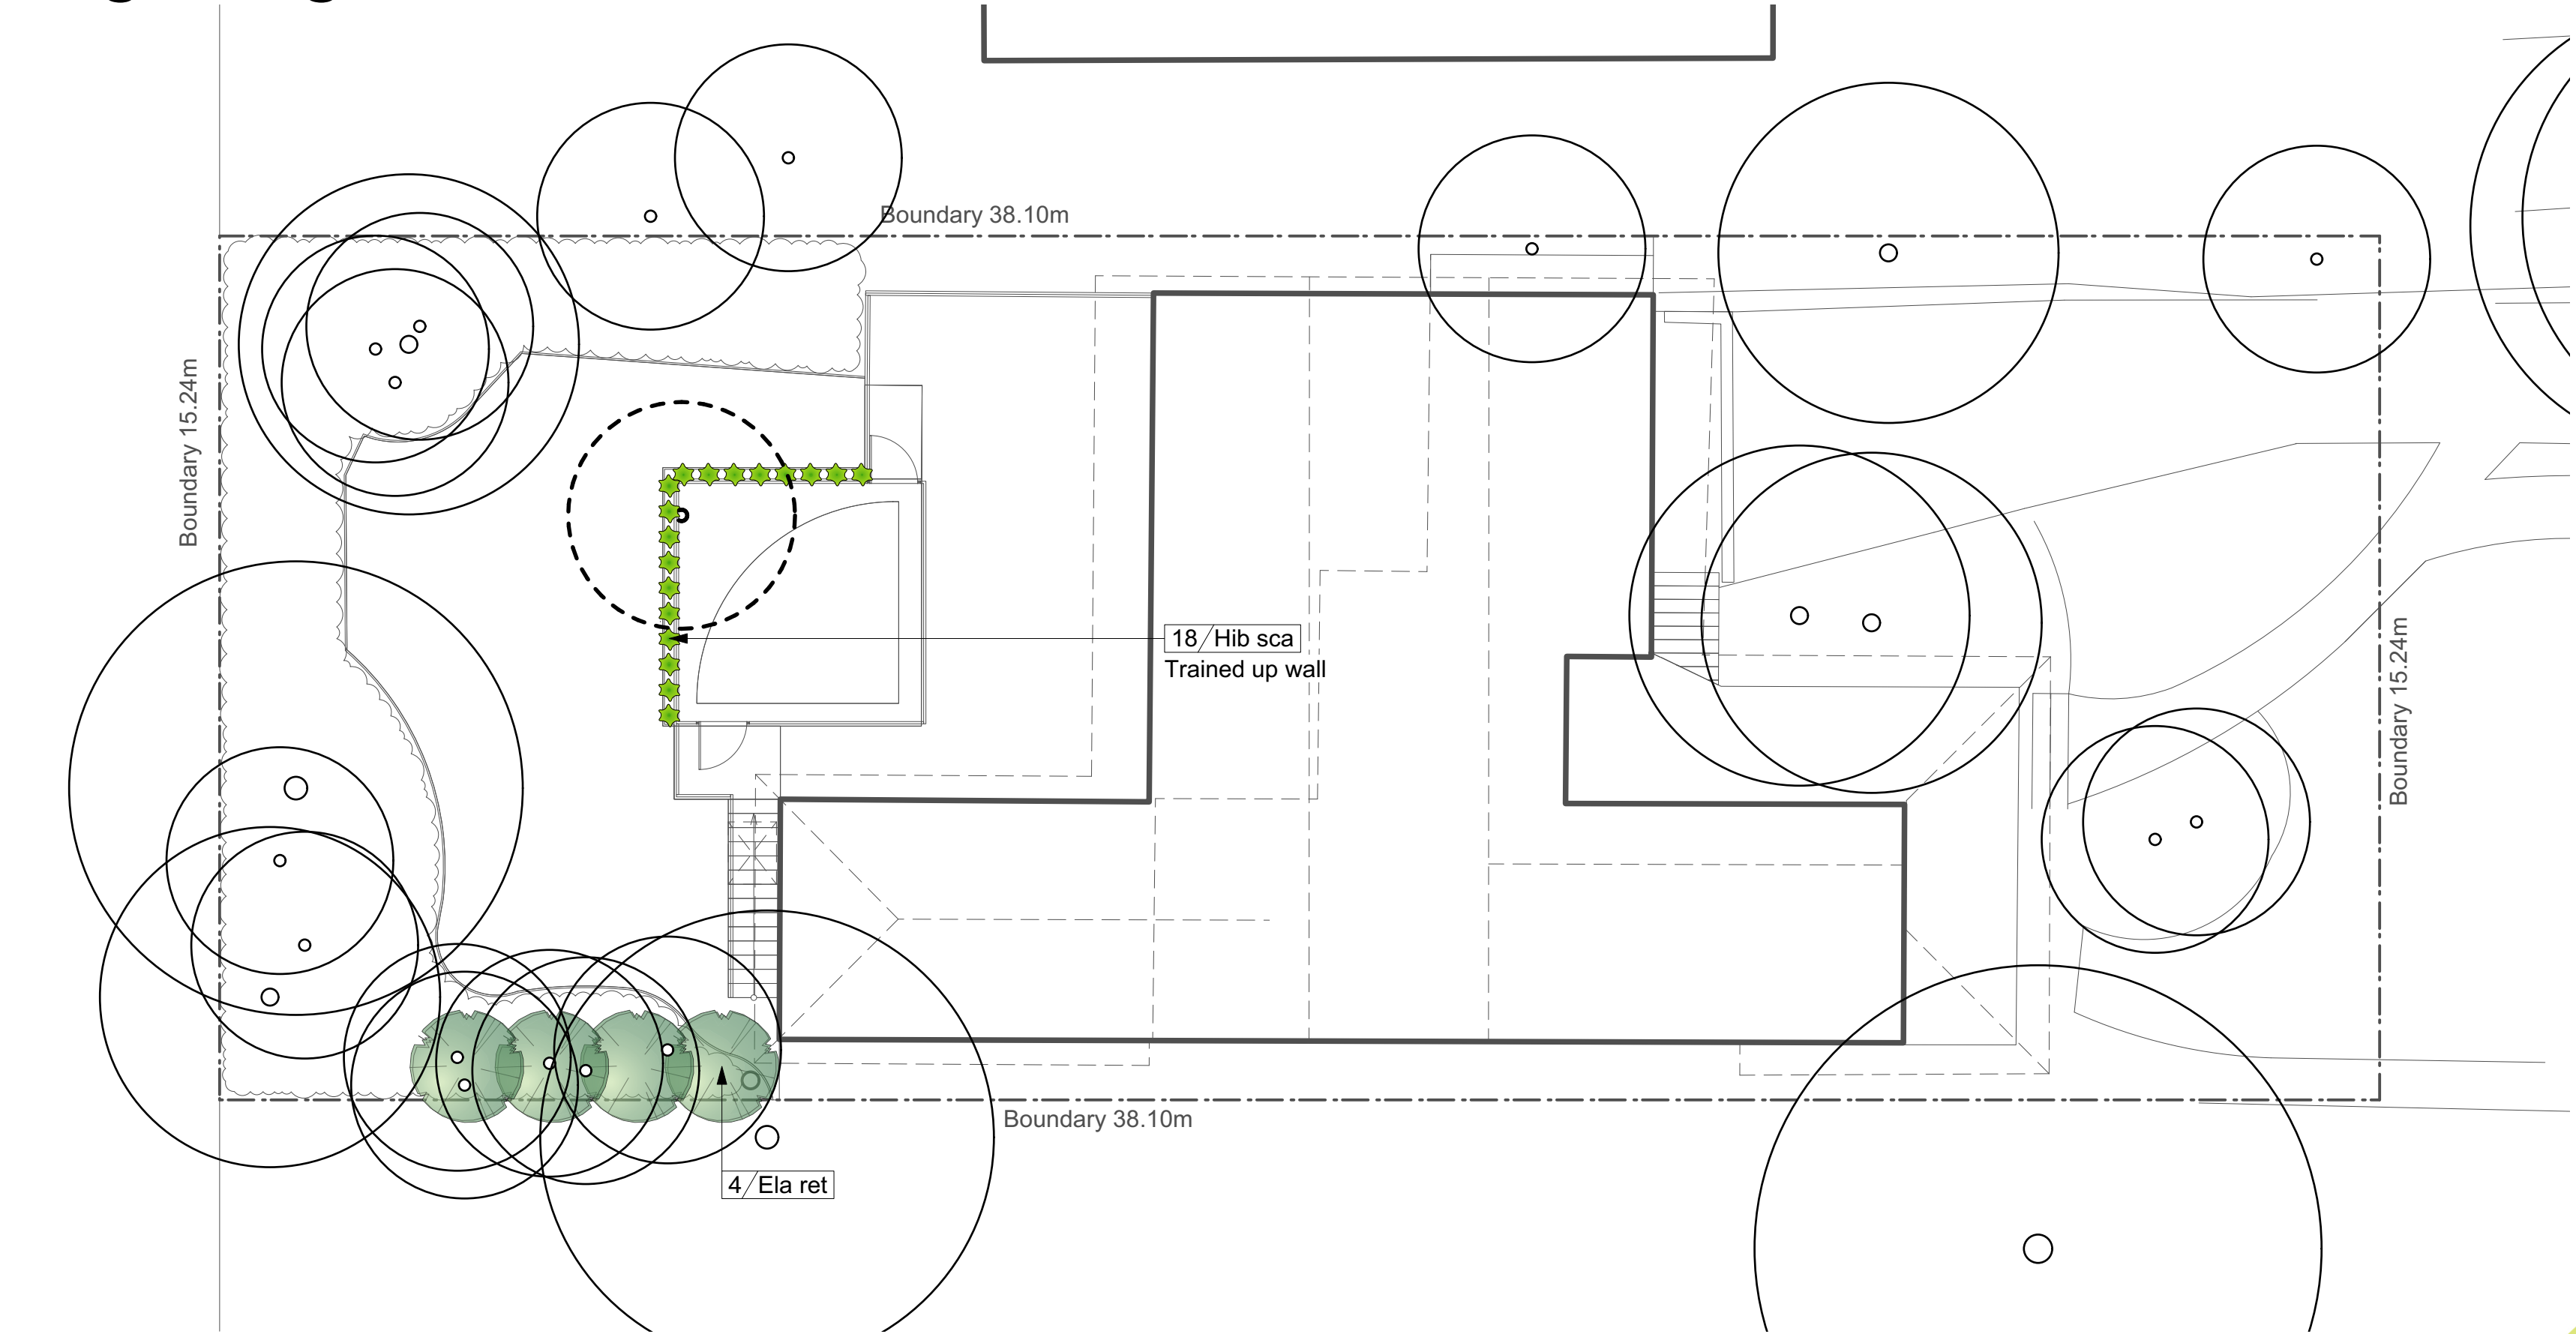 Boundary 38.10m
Boundary 15.24m
18/Hib sca
Trained up wall
Boundary 15.24m
Boundary 38.10m
4/Ela ret